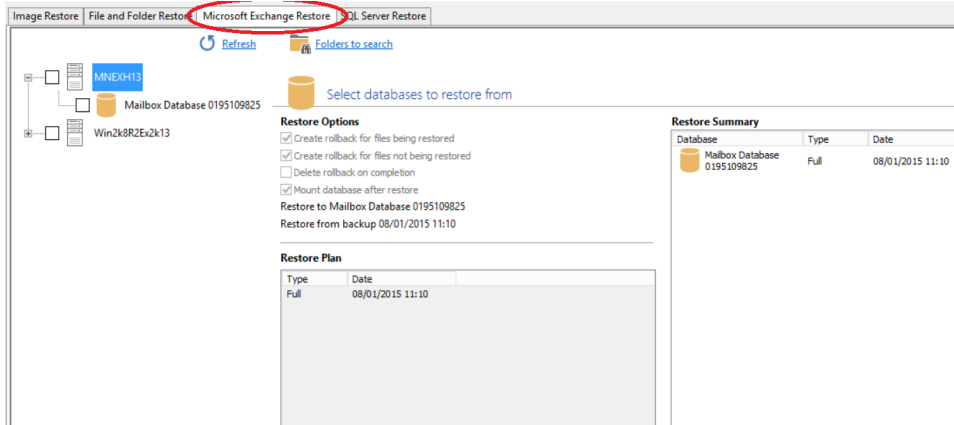 Image Restore File and Folder Restore Microsoft Exchange Restore SQL Server Restore
Refresh Folders to search
MNEXH13
Mailbox Database 0195109825
Win2k8R2Ex2k13
Select databases to restore from
Restore Options
Create rollback for files being restored
Create rollback for files not being restored
Delete rollback on completion
Mount database after restore
Restore to Mailbox Database 0195109825
Restore from backup 08/01/2015 11:10
Restore Plan
Type Date
Full 08/01/2015 11:10
Restore Summary
Database Type Date
Mailbox Database
0195109825 Full 08/01/2015 11:10